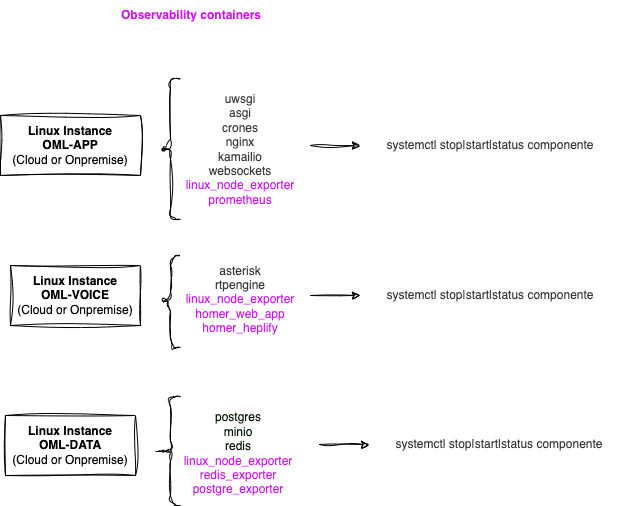 Observability containers
Linux Instance
OML-APP
(Cloud or Onpremise)
uwsgi
asgi
crones
nginx
kamailio
websockets
linux_node_exporter
prometheus
systemctl stop|start|status componente
Linux Instance
OML-VOICE
(Cloud or Onpremise)
asterisk
rtpengine
linux_node_exporter
homer_web_app
homer_heplify
systemctl stop|start|status componente
Linux Instance
OML-DATA
(Cloud or Onpremise)
postgres
minio
redis
linux_node_exporter
redis_exporter
postgre_exporter
systemctl stop|start|status componente